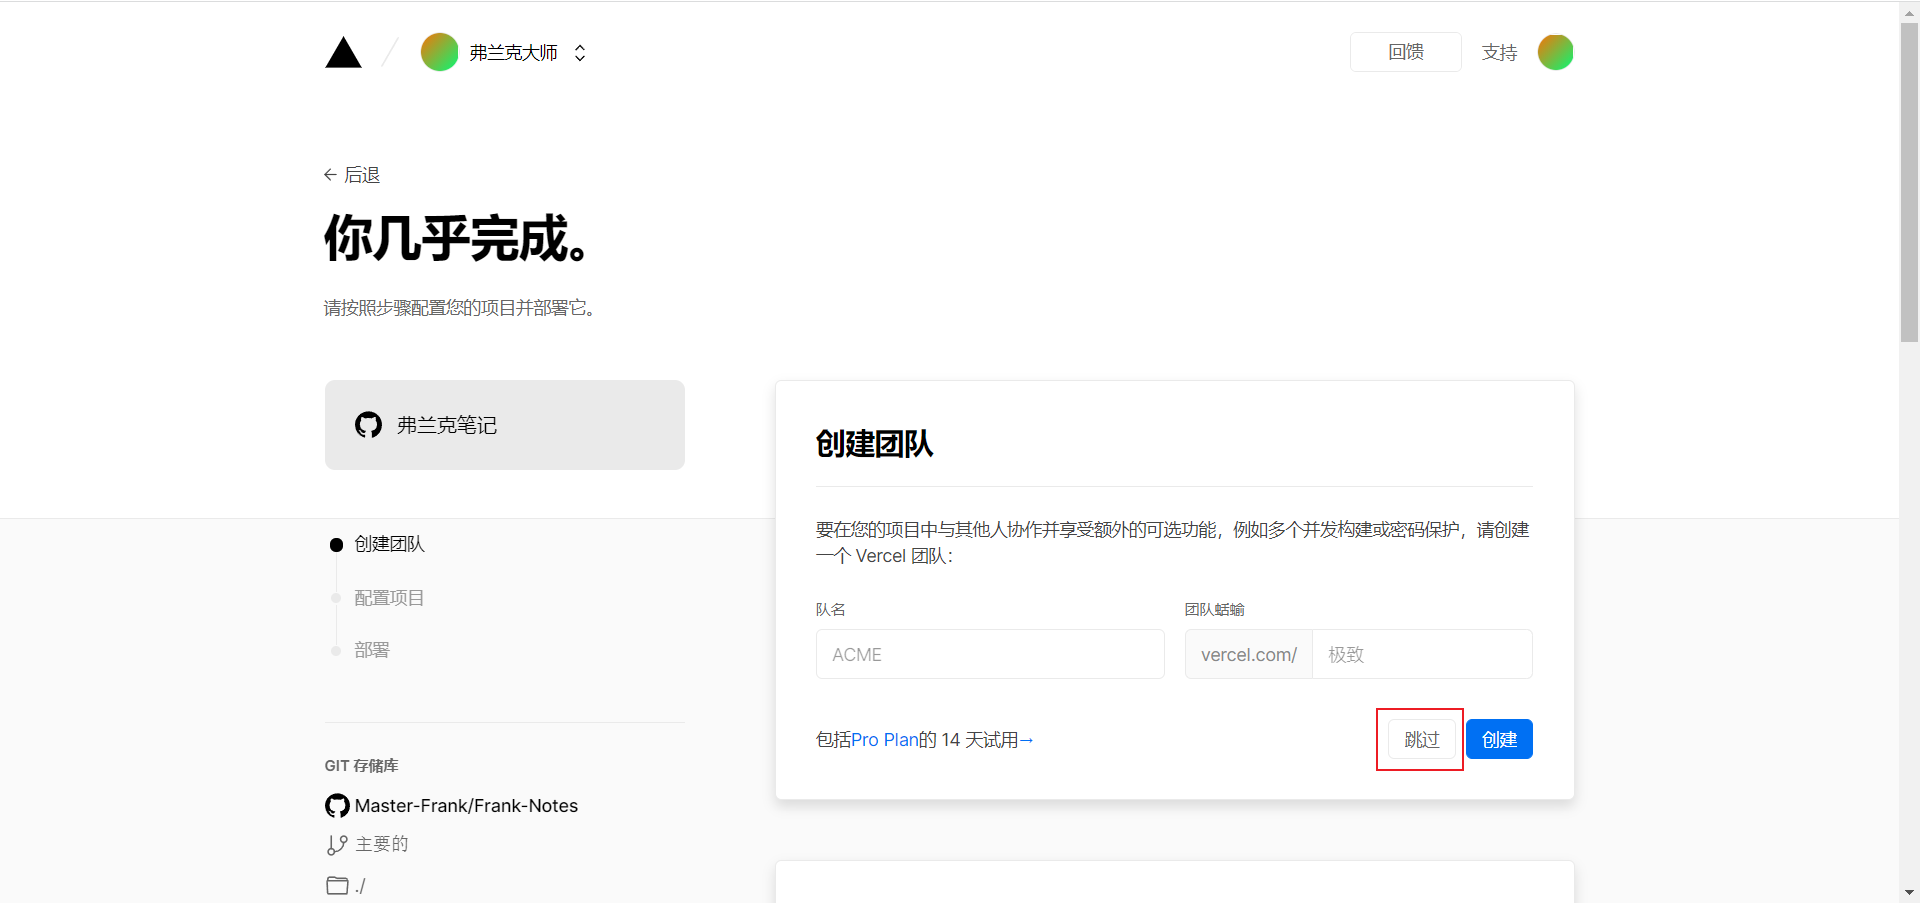 弗兰克大师
回馈
支持
← 后退
你几乎完成。
请按照步骤配置您的项目并部署它。
弗兰克笔记
创建团队
配置项目
部署
GIT 存储库
Master-Frank/Frank-Notes
主要的
./
创建团队
要在您的项目中与其他人协作并享受额外的可选功能，例如多个并发构建或密码保护，请创建
一个 Vercel 团队：
队名
团队蛞蝓
ACME
vercel.com/
极致
包括Pro Plan的 14 天试用→
跳过
创建